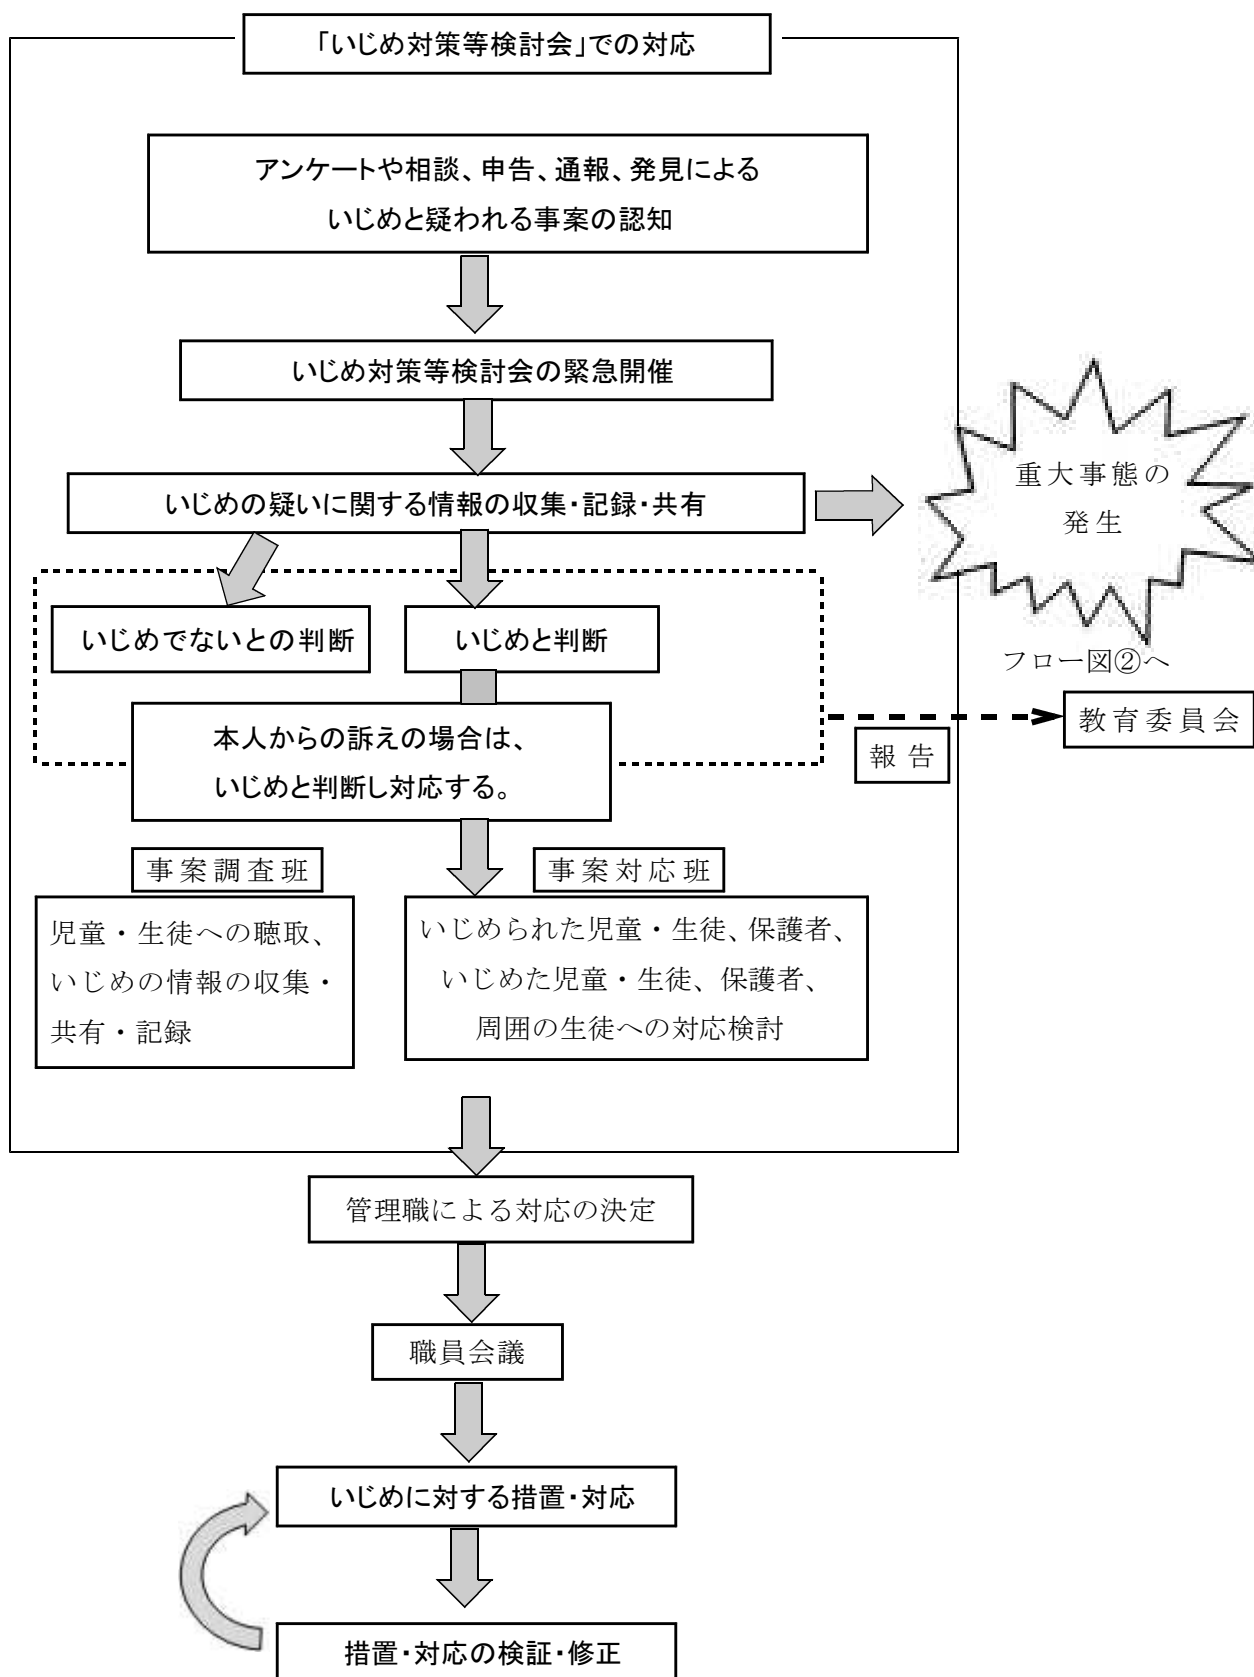 「いじめ対策等検討会」での対応
アンケートや相談、申告、通報、発見による
いじめと疑われる事案の認知
いじめ対策等検討会の緊急開催
いじめの疑いに関する情報の収集・記録・共有
重大事態の
発生
いじめでないとの判断
いじめと判断
フロー図②へ
本人からの訴えの場合は、
いじめと判断し対応する。
教育委員会
報告
事案調査班
事案対応班
児童・生徒への聴取、
いじめの情報の収集・
共有・記録
いじめられた児童・生徒、保護者、
いじめた児童・生徒、保護者、
周囲の生徒への対応検討
管理職による対応の決定
職員会議
いじめに対する措置・対応
措置・対応の検証・修正